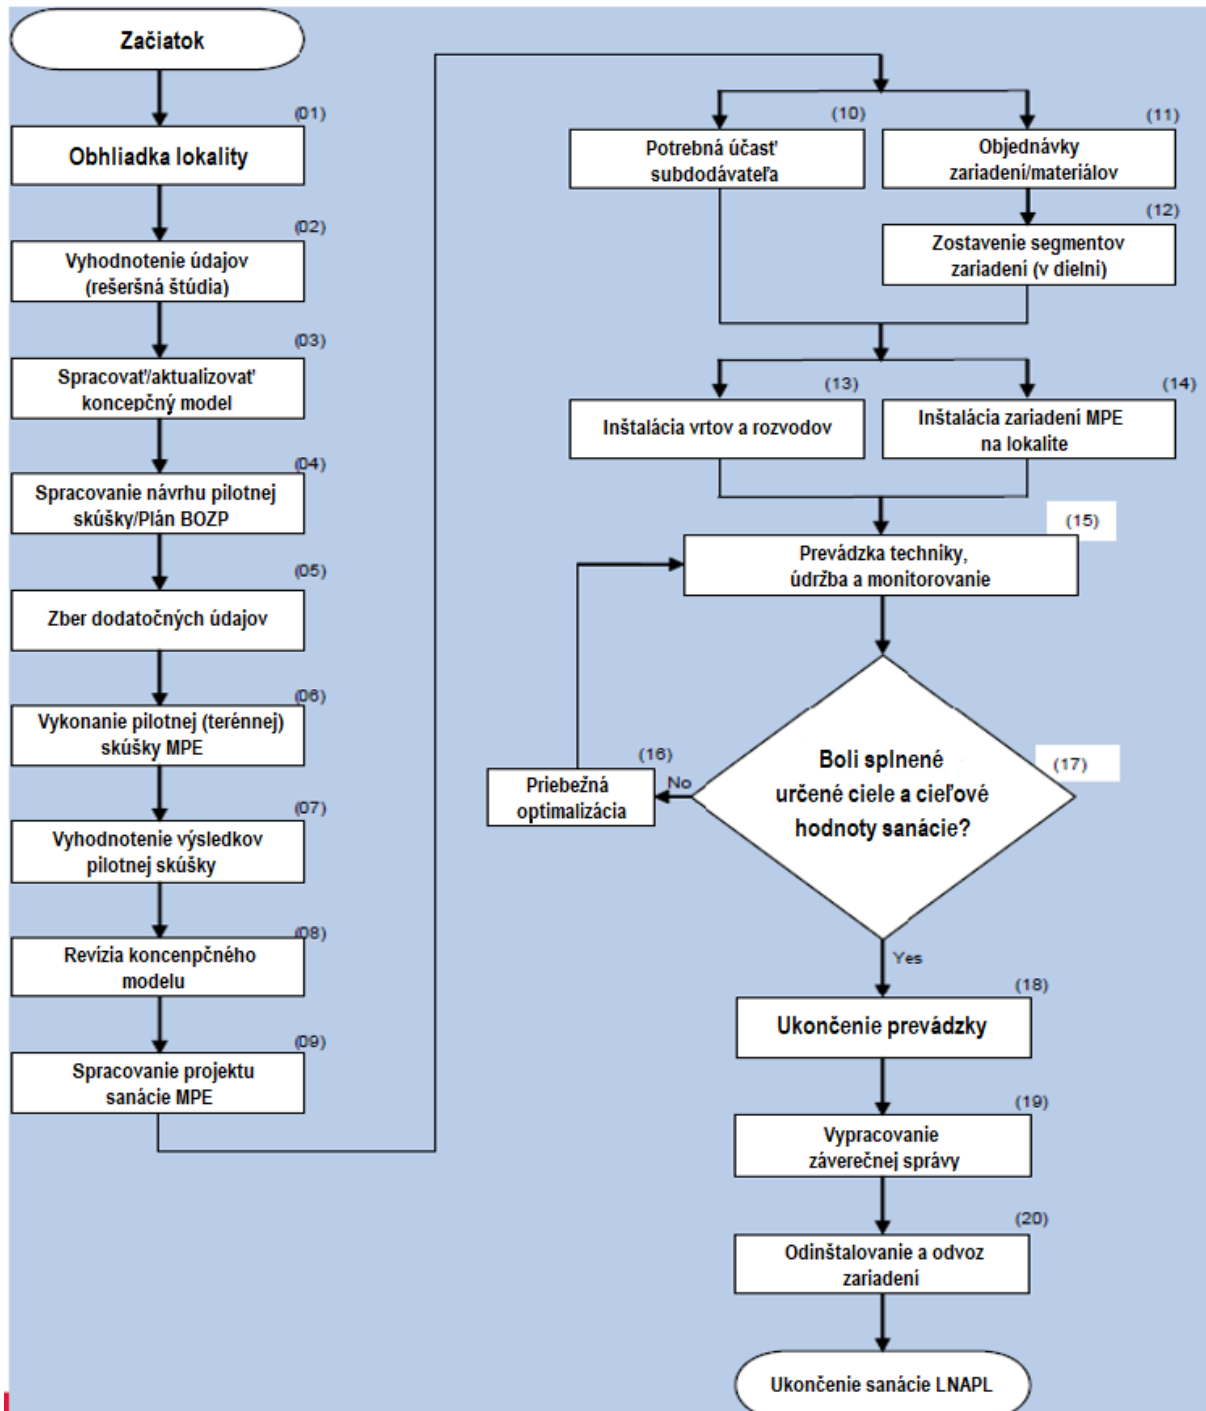 Začiatok
(01)
Obhliadka lokality
(02)
Vyhodnotenie údajov
(rešeršná štúdia)
(03)
Spracovať/aktualizovať
koncepčný model
(04)
Spracovanie návrhu pilotnej
skúšky/Plán BOZP
(05)
Zber dodatočných údajov
(06)
Vykonanie pilotnej (terénnej)
skúšky MPE
(07)
Vyhodnotenie výsledkov
pilotnej skúšky
(08)
Revízia koncenpčného
modelu
(09)
Spracovanie projektu
sanácie MPE
(10)
Potrebná účasť
subdodávateľa
(11)
Objednávky
zariadení/materiálov
(12)
Zostavenie segmentov
zariadení (v dielni)
(13)
Inštalácia vrtov a rozvodov
(14)
Inštalácia zariadení MPE
na lokalite
(15)
Prevádzka techniky,
údržba a monitorovanie
(16)
Priebežná
optimalizácia
No
(17)
Boli splnené
určené ciele a cieľové
hodnoty sanácie?
Yes
(18)
Ukončenie prevádzky
(19)
Vypracovanie
záverečnej správy
(20)
Odinštalovanie a odvoz
zariadení
Ukončenie sanácie LNAPL